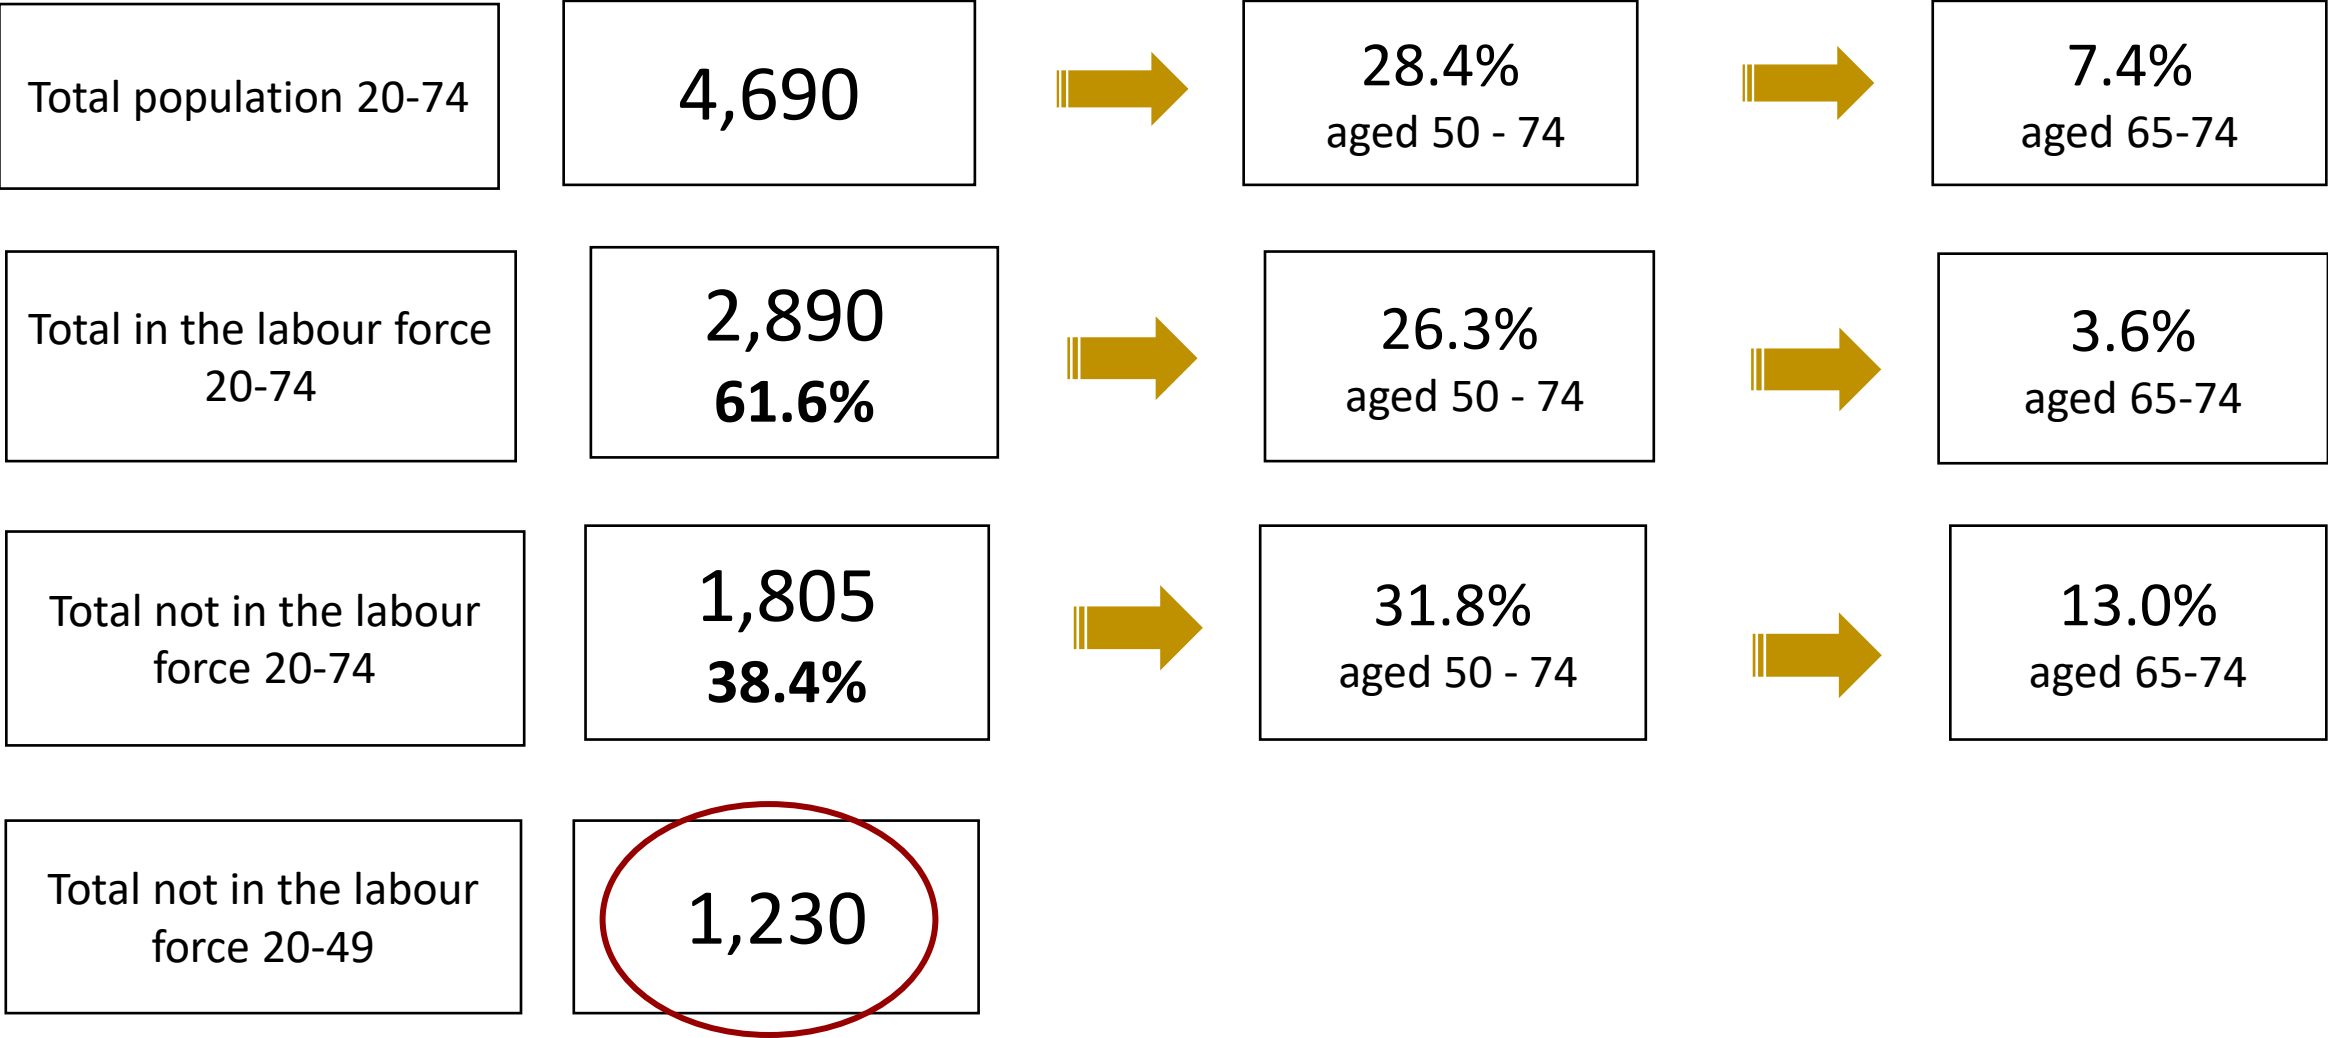 Total population 20-74
4,690
28.4%
aged 50 - 74
7.4%
aged 65-74
Total in the labour force
20-74
2,890
61.6%
26.3%
aged 50 - 74
3.6%
aged 65-74
Total not in the labour
force 20-74
1,805
38.4%
31.8%
aged 50 - 74
13.0%
aged 65-74
Total not in the labour
force 20-49
1,230